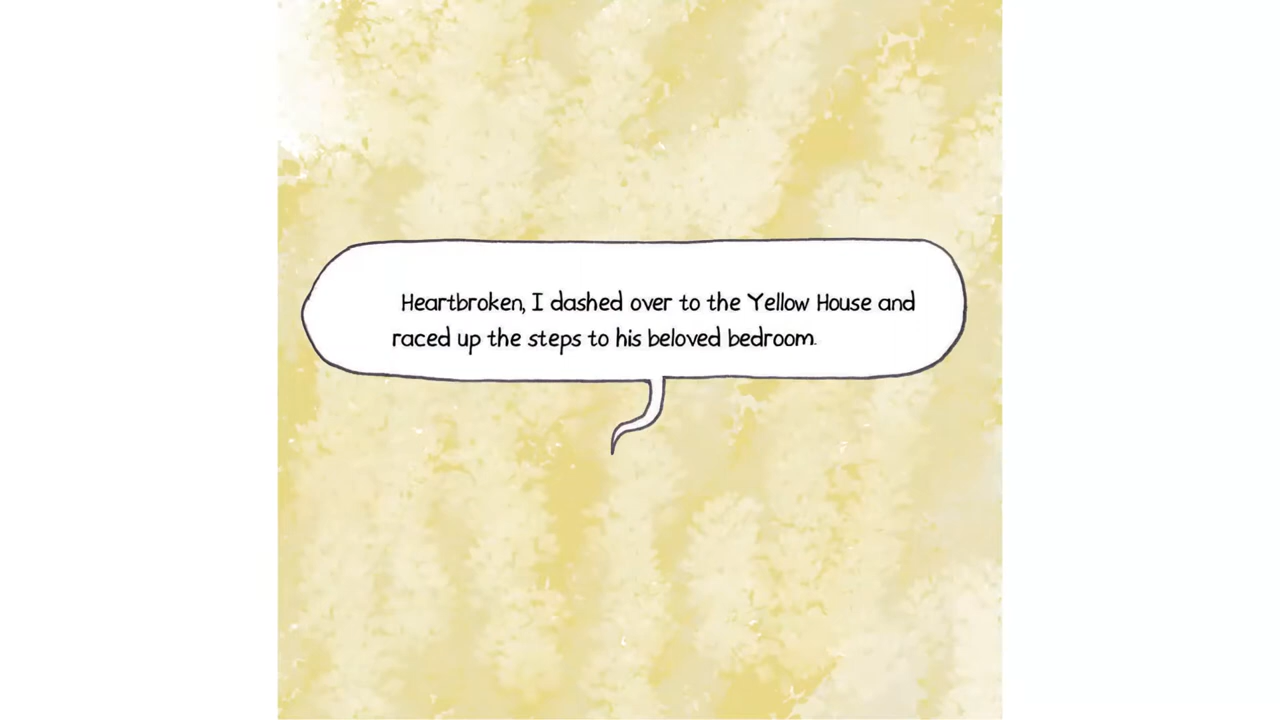 Heartbroken, I dashed over to the Yellow House and
raced up the steps to his beloved bedroom.